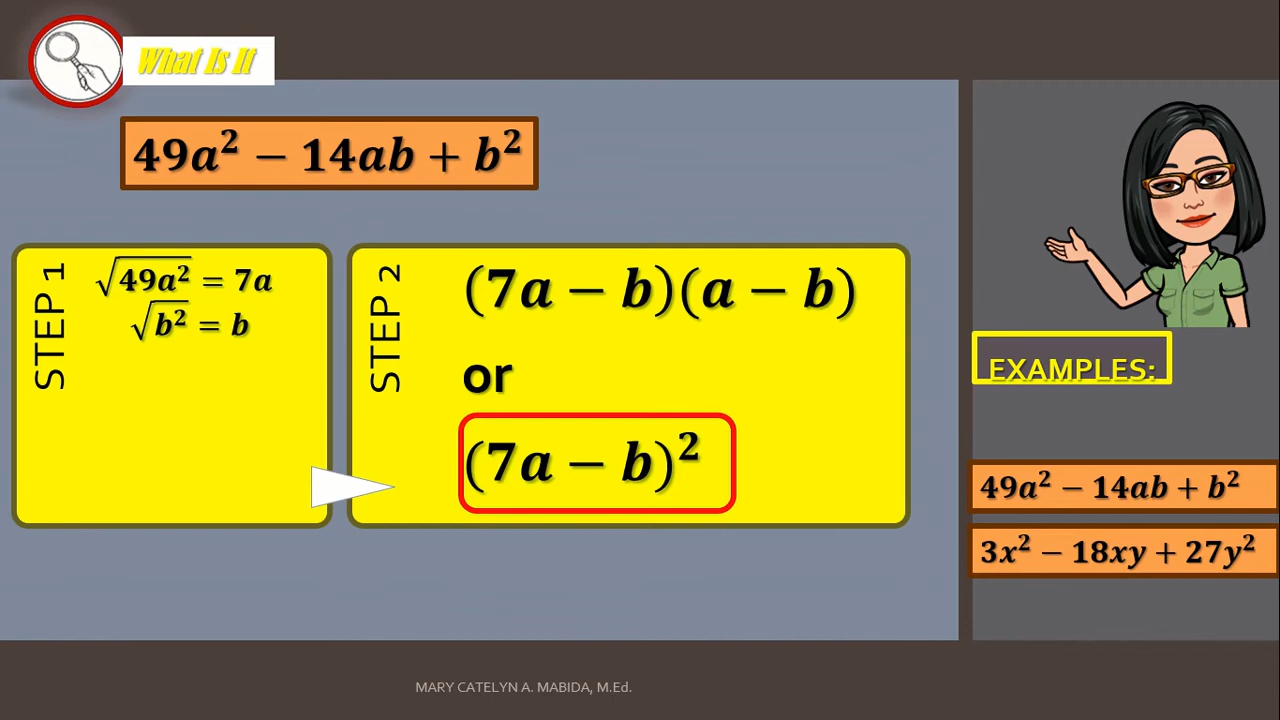 What Is It
49a² − 14ab + b²
STEP 1
√49a² = 7a
√b² = b
STEP 2
(7a − b)(a − b)
or
(7a − b)²
EXAMPLES:
49a² − 14ab + b²
3x² − 18xy + 27y²
MARY CATELYN A. MABIDA, M.Ed.